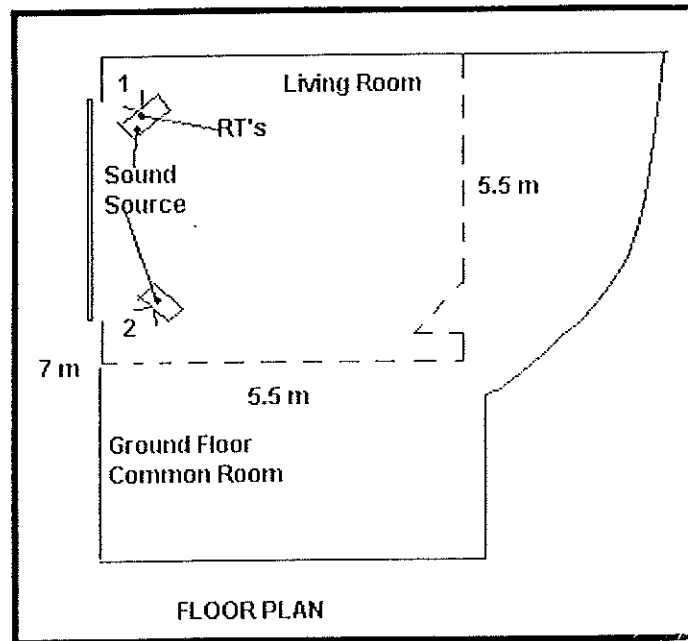 1
Living Room
RT's
Sound
Source
5.5 m
2
7 m
5.5 m
Ground Floor
Common Room
FLOOR PLAN